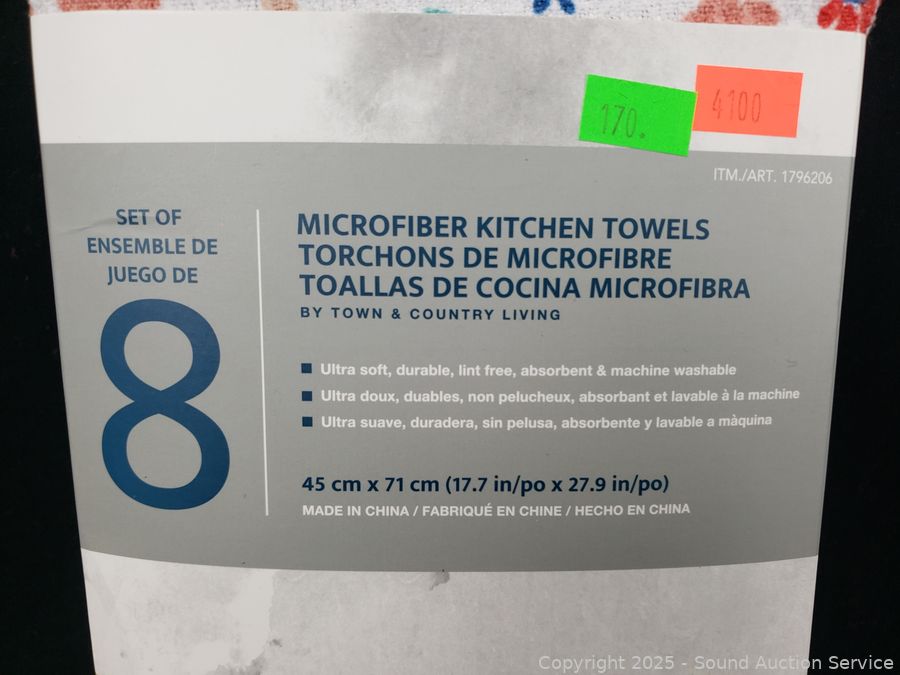 170.
4100
ITM./ART. 1796206
SET OF
ENSEMBLE DE
JUEGO DE
8
MICROFIBER KITCHEN TOWELS
TORCHONS DE MICROFIBRE
TOALLAS DE COCINA MICROFIBRA
BY TOWN & COUNTRY LIVING
Ultra soft, durable, lint free, absorbent & machine washable
Ultra doux, duables, non pelucheux, absorbant et lavable à la machine
Ultra suave, duradera, sin pelusa, absorbente y lavable a màquina
45 cm x 71 cm (17.7 in/po x 27.9 in/po)
MADE IN CHINA / FABRIQUÉ EN CHINE / HECHO EN CHINA
Copyright 2025 - Sound Auction Service